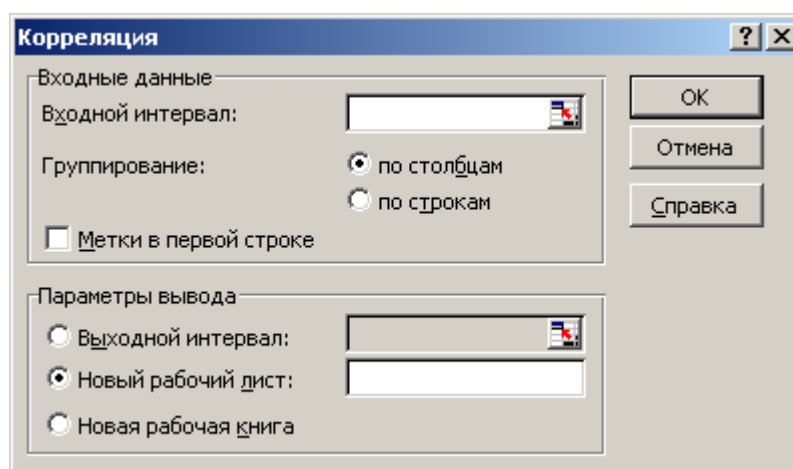 Корреляция
Входные данные
Входной интервал:
Группирование:
по столбцам
по строкам
Метки в первой строке
OK
Отмена
Справка
Параметры вывода
Выходной интервал:
Новый рабочий лист:
Новая рабочая книга